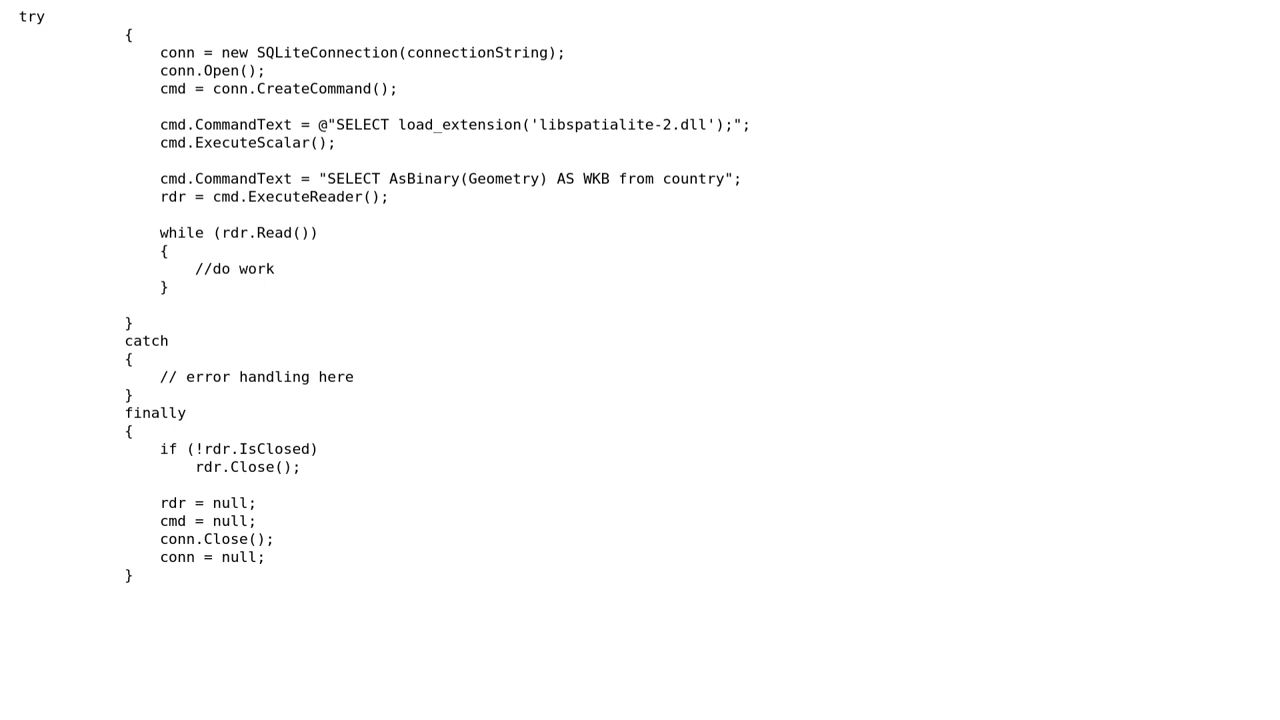 try
{
conn = new SQLiteConnection(connectionString);
conn.Open();
cmd = conn.CreateCommand();
cmd.CommandText = @"SELECT load_extension('libspatialite-2.dll');";
cmd.ExecuteScalar();
cmd.CommandText = "SELECT AsBinary(Geometry) AS WKB from country";
rdr = cmd.ExecuteReader();
while (rdr.Read())
{
//do work
}
}
catch
{
// error handling here
}
finally
{
if (!rdr.IsClosed)
rdr.Close();
rdr = null;
cmd = null;
conn.Close();
conn = null;
}